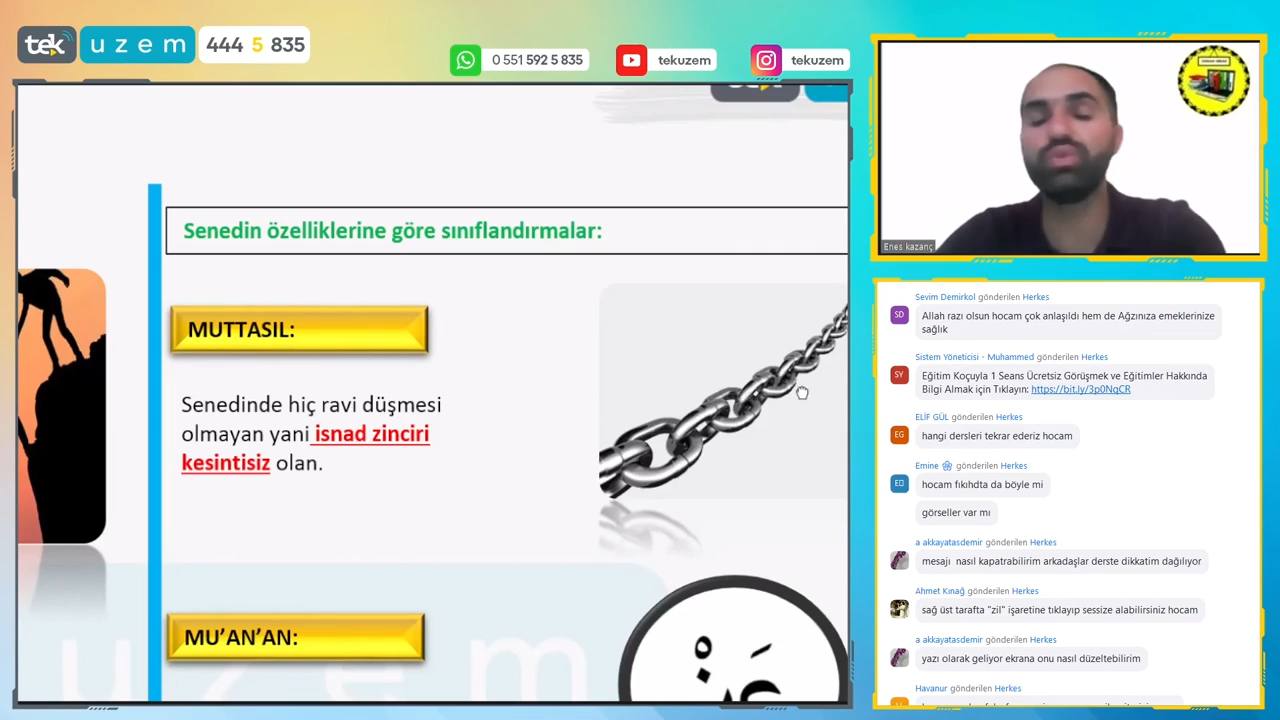 tek
uzem
444 5 835
0 551 592 5 835
tekuzem
tekuzem
Senedin özelliklerine göre sınıflandırmalar:
MUTTASIL:
Senedinde hiç ravi düşmesi
olmayan yani isnad zinciri
kesintisiz olan.
MU’AN’AN:
Enes kazanç
Sevim Demirkol gönderilen Herkes
SD
Allah razı olsun hocam çok anlaşıldı hem de Ağzınıza emeklerinize
sağlık
Sistem Yöneticisi - Muhammed gönderilen Herkes
SY
Eğitim Koçuyla 1 Seans Ücretsiz Görüşmek ve Eğitimler Hakkında
Bilgi Almak için Tıklayın: https://bit.ly/3p0NqCR
ELİF GÜL gönderilen Herkes
EG
hangi dersleri tekrar ederiz hocam
Emine gönderilen Herkes
hocam fıkıhdta da böyle mi
görseller var mı
a akkayatasdemir gönderilen Herkes
mesajı nasıl kapatrabilirim arkadaşlar derste dikkatim dağılıyor
Ahmet Kınağ gönderilen Herkes
sağ üst tarafta "zil" işaretine tıklayıp sessize alabilirsiniz hocam
a akkayatasdemir gönderilen Herkes
yazı olarak geliyor ekrana onu nasıl düzeltebilirim
Havanur gönderilen Herkes